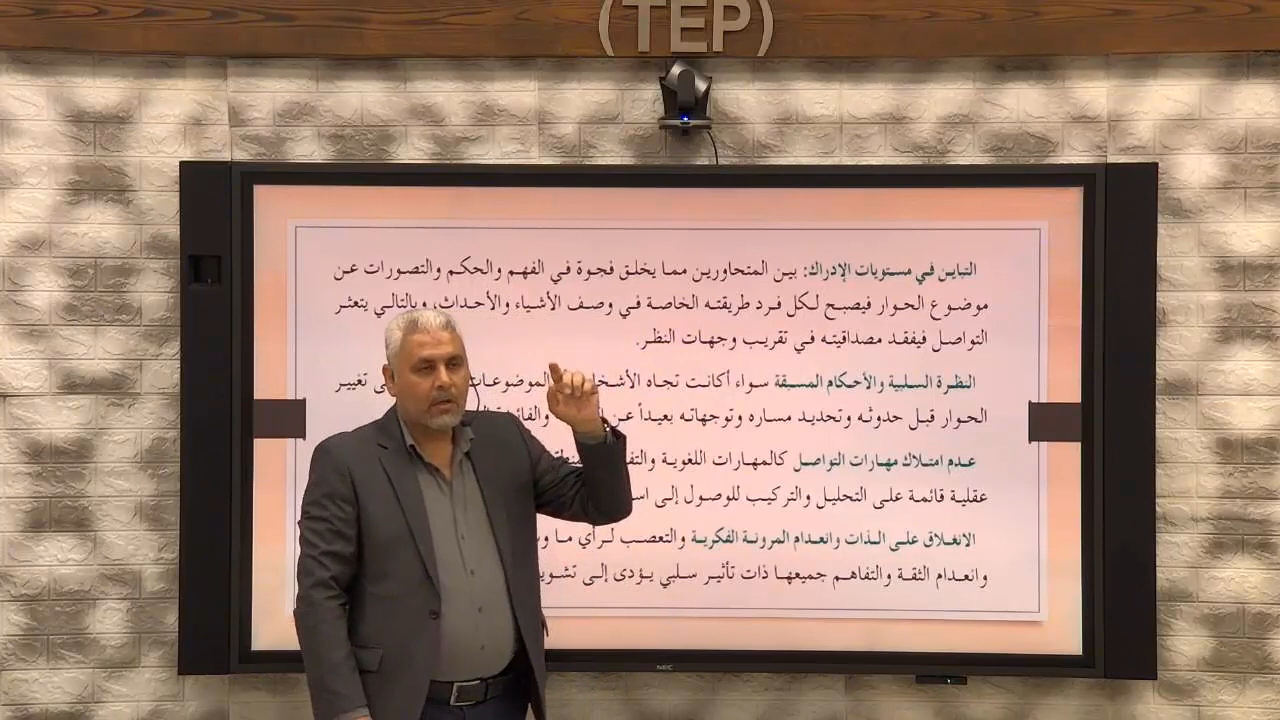 (TEP)
التباين في مستويات الإدراك: بين المتحاورين مما يخلق فجوة في الفهم والحكم والتصورات عن
موضوع الحوار فيصبح لكل فرد طريقته الخاصة في وصف الأشياء والأحداث، وبالتالي يتعثر
التواصل فيفقد مصداقيته في تقريب وجهات النظر.
النظرة السلبية والأحكام المسبقة سواء أكانت تجاه الموضوعات تغيير
الحوار قبل حدوثه وتحديد مساره وتوجهاته بعيداً عن
عدم امتلاك مهارات التواصل كالمهارات اللغوية
عقلية قائمة على التحليل والتركيب للوصول إلى
الانغلاق على الذات وانعدام المرونة الفكرية والتعصب لرأي ما
وانعدام الثقة والتفاهم جميعها ذات تأثير سلبي يؤدى إلى
NEC